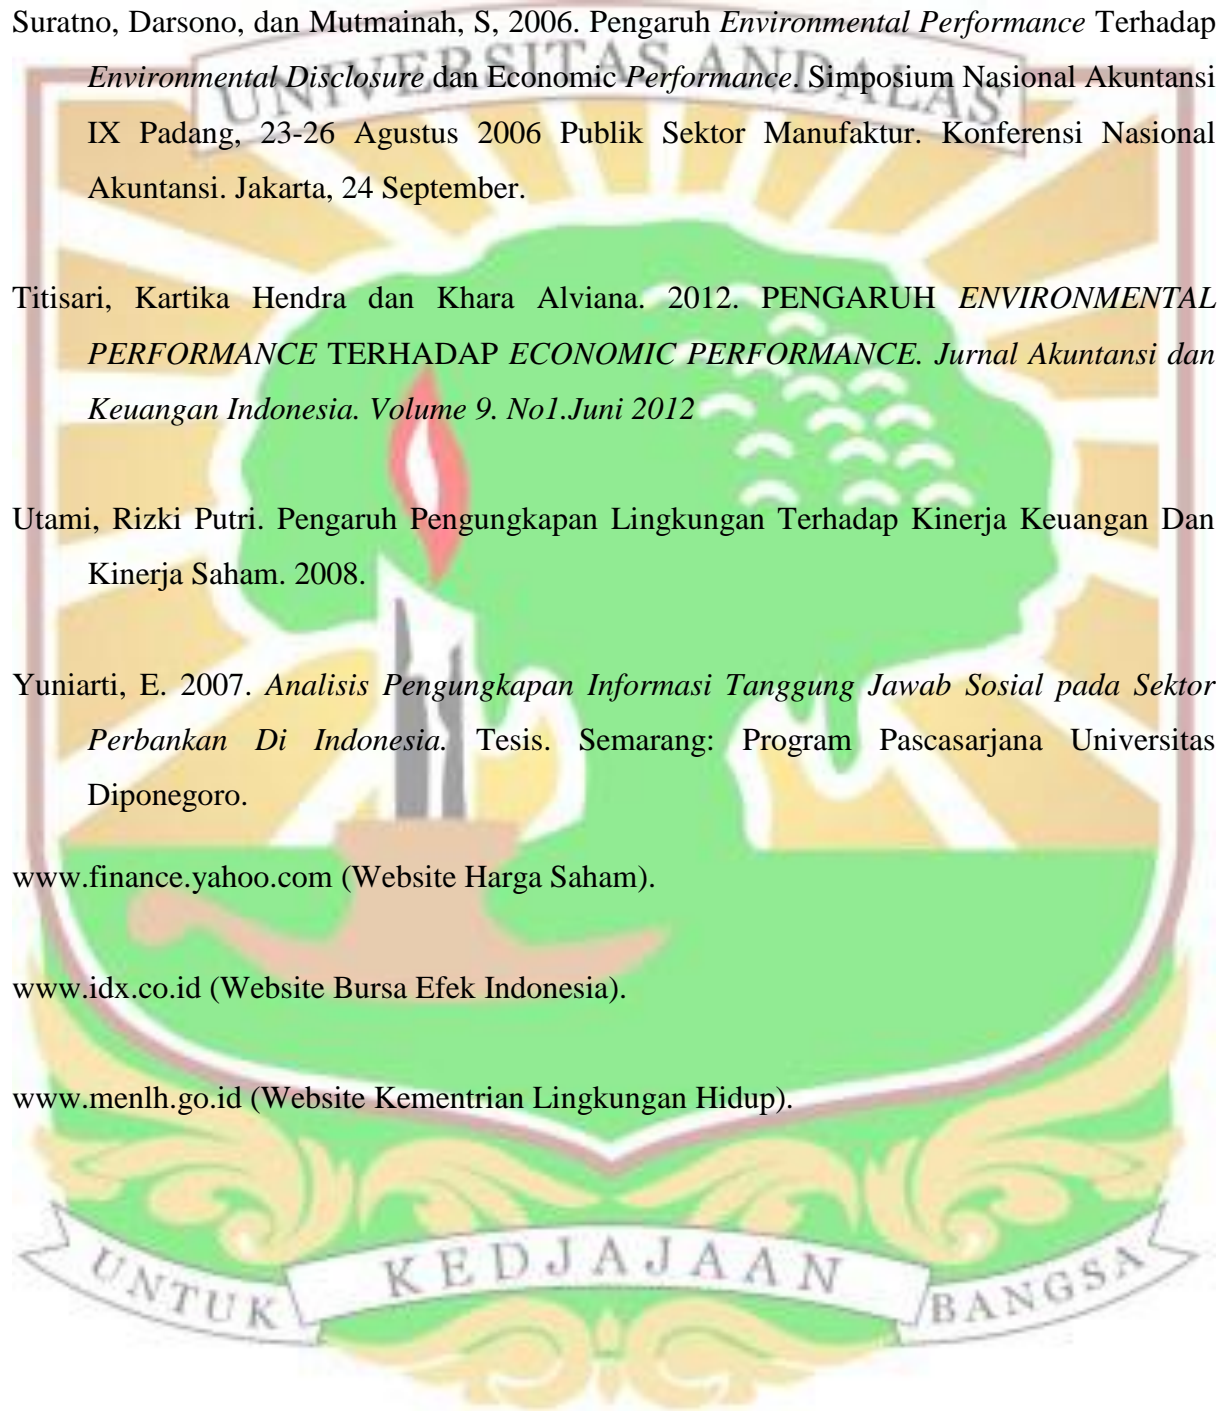 Suratno, Darsono, dan Mutmainah, S, 2006. Pengaruh Environmental Performance Terhadap
Environmental Disclosure dan Economic Performance. Simposium Nasional Akuntansi
IX Padang, 23-26 Agustus 2006 Publik Sektor Manufaktur. Konferensi Nasional
Akuntansi. Jakarta, 24 September.
Titisari, Kartika Hendra dan Khara Alviana. 2012. PENGARUH ENVIRONMENTAL
PERFORMANCE TERHADAP ECONOMIC PERFORMANCE. Jurnal Akuntansi dan
Keuangan Indonesia. Volume 9. No1.Juni 2012
Utami, Rizki Putri. Pengaruh Pengungkapan Lingkungan Terhadap Kinerja Keuangan Dan
Kinerja Saham. 2008.
Yuniarti, E. 2007. Analisis Pengungkapan Informasi Tanggung Jawab Sosial pada Sektor
Perbankan Di Indonesia. Tesis. Semarang: Program Pascasarjana Universitas
Diponegoro.
www.finance.yahoo.com (Website Harga Saham).
www.idx.co.id (Website Bursa Efek Indonesia).
www.menlh.go.id (Website Kementrian Lingkungan Hidup).
UNIVERSITAS ANDALAS
UNTUK KEDJAJAAN BANGSA